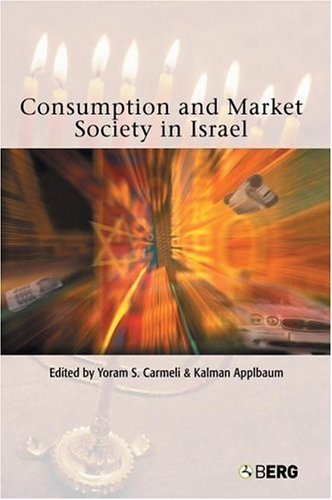 Consumption and Market
Society in Israel
Edited by Yoram S. Carmeli & Kalman Applbaum
BERG